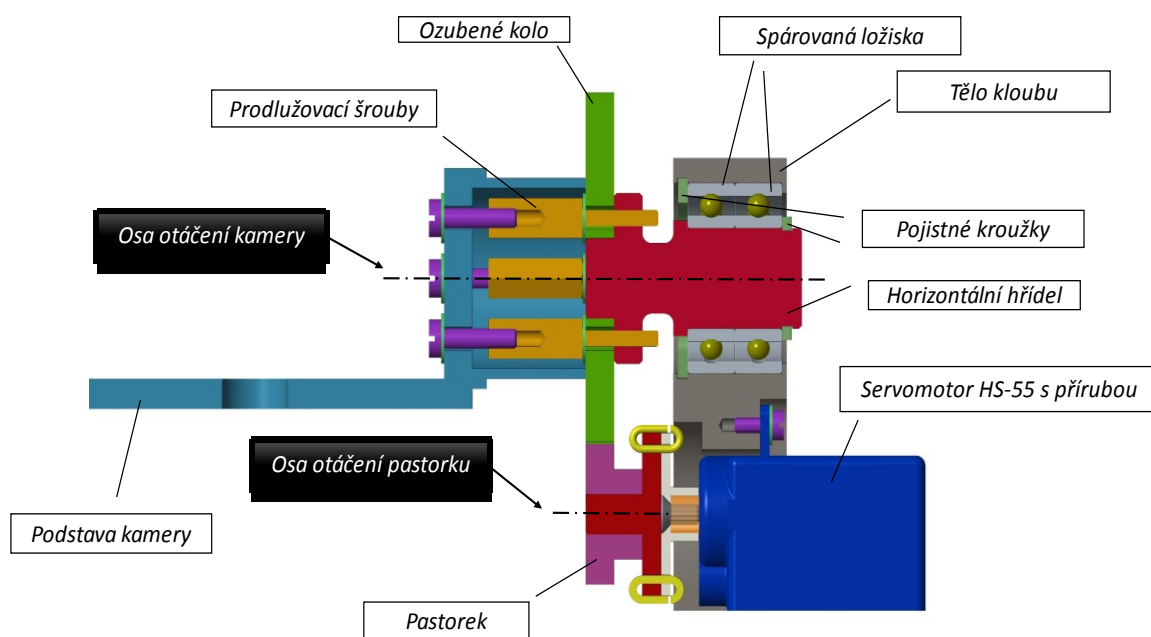 Ozubené kolo
Spárovaná ložiska
Tělo kloubu
Prodlužovací šrouby
Osa otáčení kamery
Pojistné kroužky
Horizontální hřídel
Servomotor HS-55 s přírubou
Osa otáčení pastorku
Podstava kamery
Pastorek